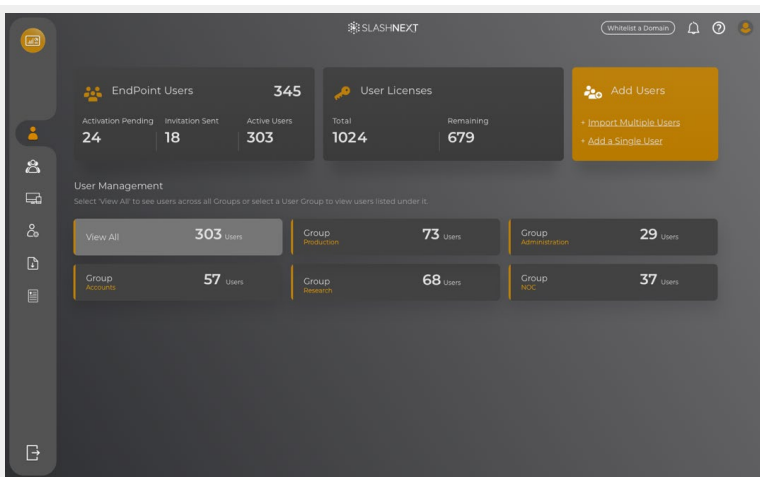 SLASHNEXT
Whitelist a Domain
EndPoint Users 345
Activation Pending Invitation Sent Active Users
24 18 303
User Licenses
Total Remaining
1024 679
Add Users
+ Import Multiple Users
+ Add a Single User
User Management
Select 'View All' to see users across all Groups or select a User Group to view users listed under it.
View All 303 Users
Group 73 Users
Production
Group 29 Users
Administration
Group 57 Users
Accounts
Group 68 Users
Research
Group 37 Users
NOC